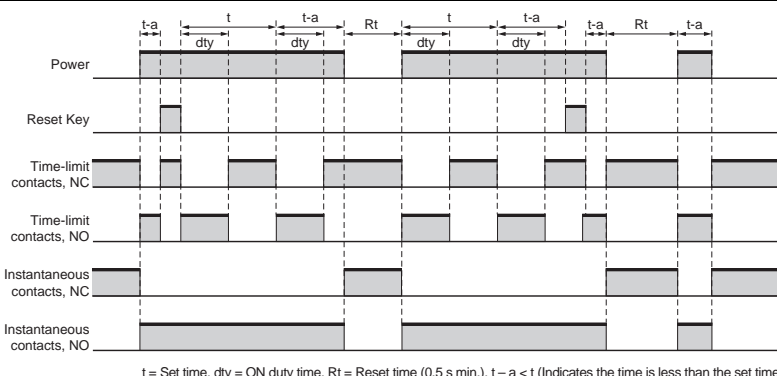 t-a t t-a Rt t t-a t-a Rt t-a
dty dty dty dty
Power
Reset Key
Time-limit
contacts, NC
Time-limit
contacts, NO
Instantaneous
contacts, NC
Instantaneous
contacts, NO
t = Set time, dty = ON duty time, Rt = Reset time (0.5 s min.), t – a < t (Indicates the time is less than the set time